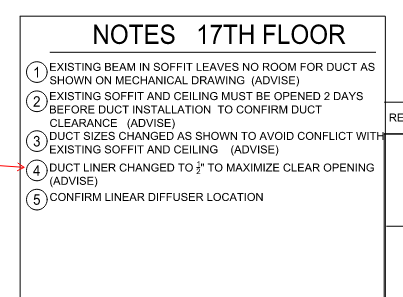 NOTES 17TH FLOOR
1 EXISTING BEAM IN SOFFIT LEAVES NO ROOM FOR DUCT AS
SHOWN ON MECHANICAL DRAWING (ADVISE)
2 EXISTING SOFFIT AND CEILING MUST BE OPENED 2 DAYS
BEFORE DUCT INSTALLATION TO CONFIRM DUCT
CLEARANCE (ADVISE)
3 DUCT SIZES CHANGED AS SHOWN TO AVOID CONFLICT WITH
EXISTING SOFFIT AND CEILING (ADVISE)
4 DUCT LINER CHANGED TO ½" TO MAXIMIZE CLEAR OPENING
(ADVISE)
5 CONFIRM LINEAR DIFFUSER LOCATION
RE